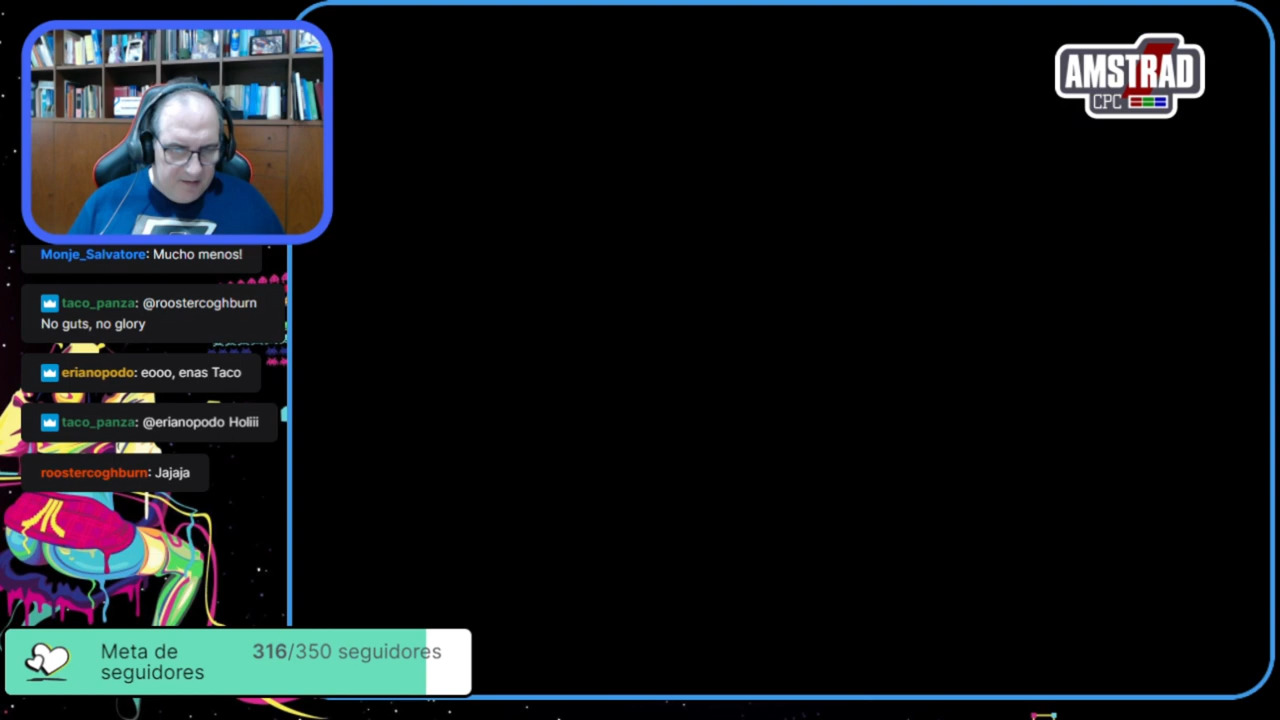 AMSTRAD
CPC
Monje_Salvatore: Mucho menos!
taco_panza: @roostercoghburn
No guts, no glory
erianopodo: eooo, enas Taco
taco_panza: @erianopodo Holiii
roostercoghburn: Jajaja
Meta de
seguidores
316/350 seguidores